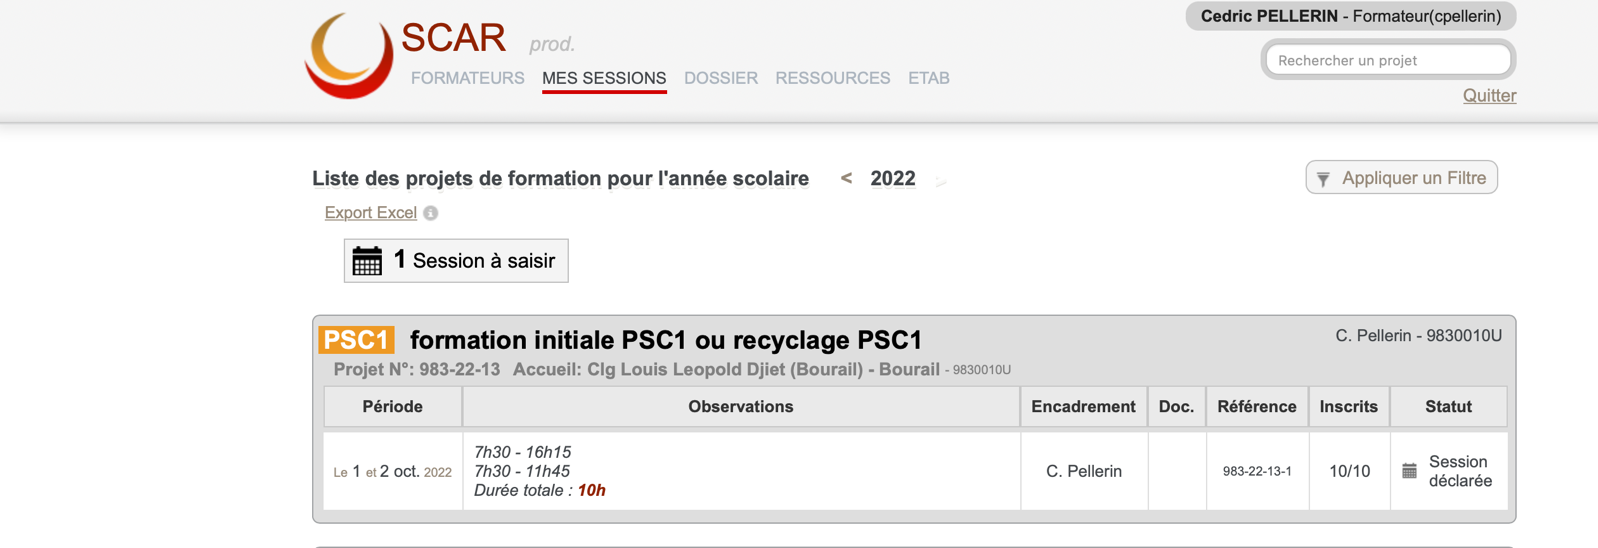 Cedric PELLERIN - Formateur(cpellerin)
SCAR prod.
Rechercher un projet
FORMATEURS MES SESSIONS DOSSIER RESSOURCES ETAB
Quitter
Liste des projets de formation pour l'année scolaire < 2022 >
Appliquer un Filtre
Export Excel i
1 Session à saisir
PSC1 formation initiale PSC1 ou recyclage PSC1 C. Pellerin - 9830010U
Projet N°: 983-22-13 Accueil: Clg Louis Leopold Djiet (Bourail) - Bourail - 9830010U
Période Observations Encadrement Doc. Référence Inscrits Statut
7h30 - 16h15
Le 1 et 2 oct. 2022 7h30 - 11h45 C. Pellerin 983-22-13-1 10/10 Session déclarée
Durée totale : 10h